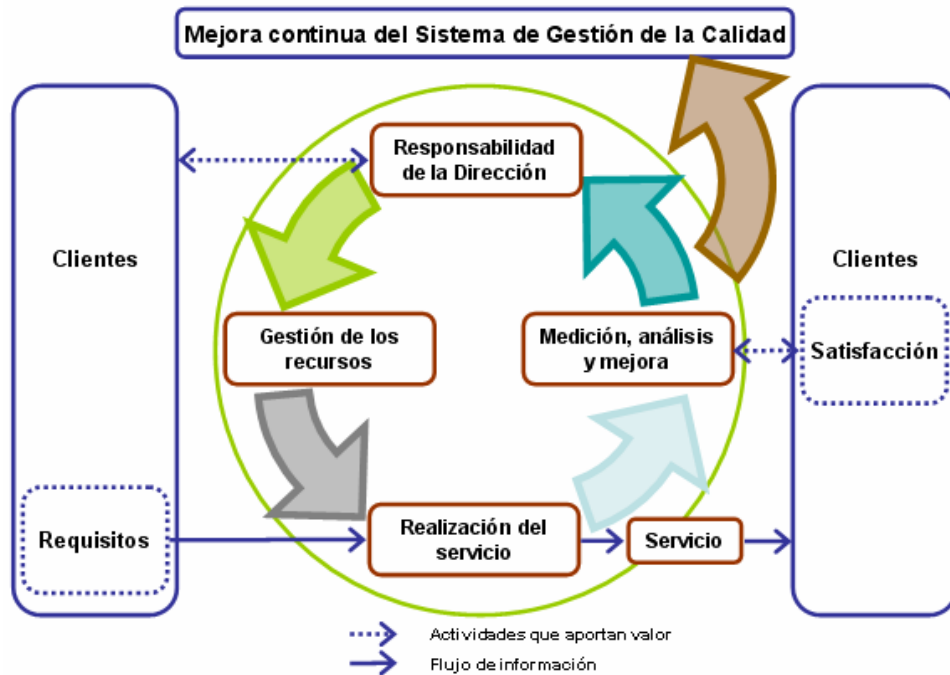 Mejora continua del Sistema de Gestión de la Calidad
Responsabilidad
de la Dirección
Clientes
Clientes
Gestión de los
recursos
Medición, análisis
y mejora
Satisfacción
Requisitos
Realización del
servicio
Servicio
Actividades que aportan valor
Flujo de información